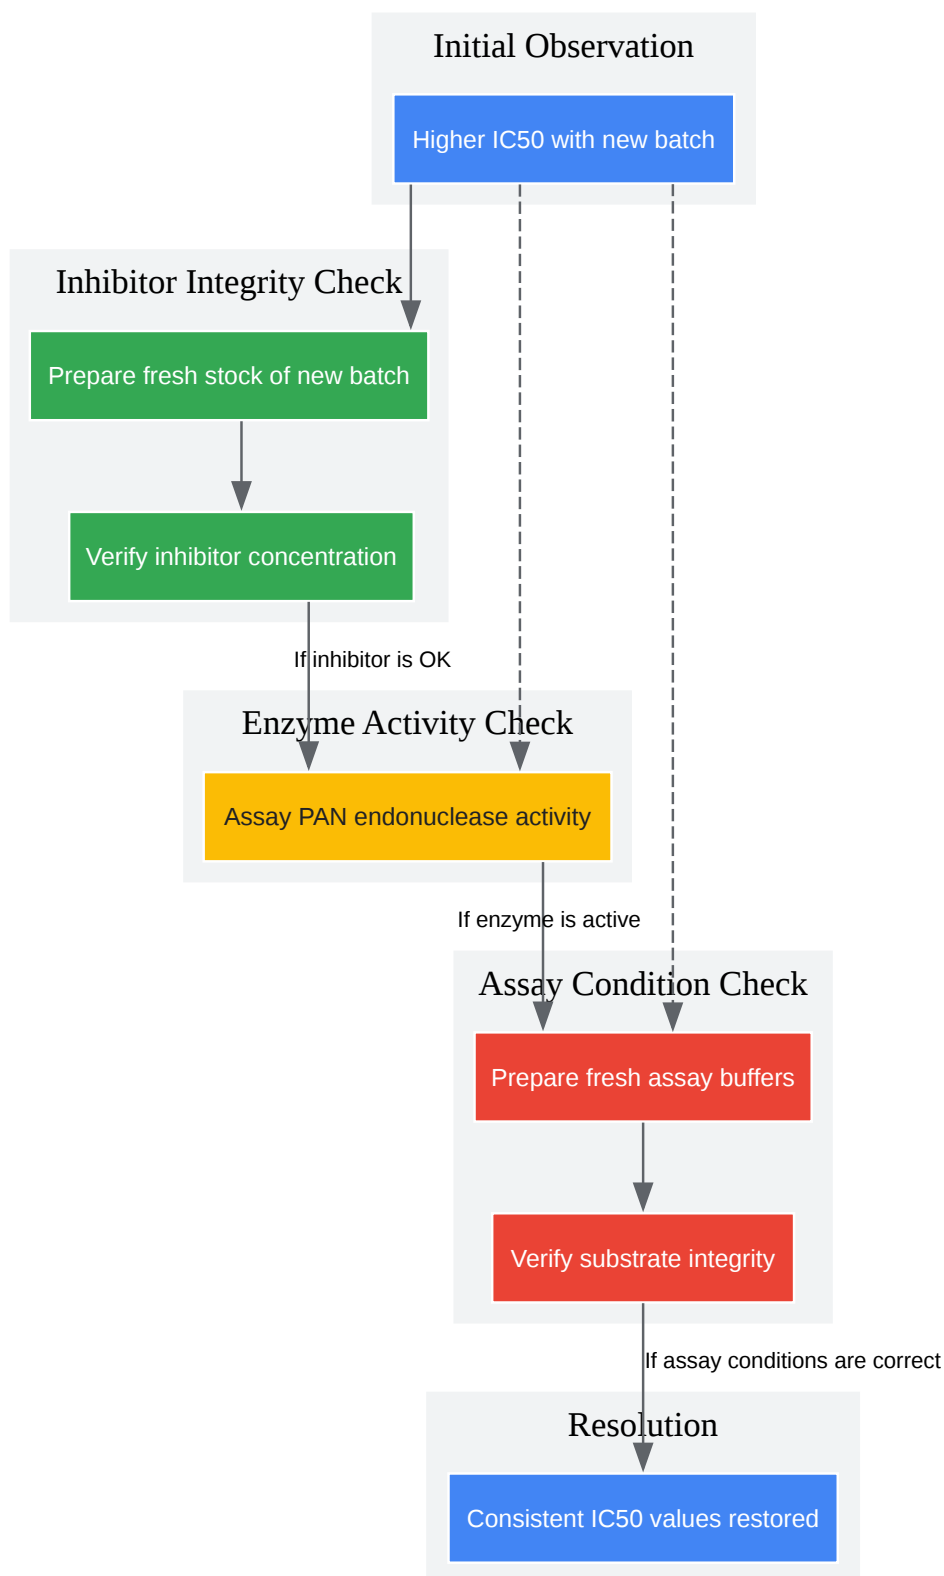 Initial Observation
Higher IC50 with new batch
Inhibitor Integrity Check
Prepare fresh stock of new batch
Verify inhibitor concentration
If inhibitor is OK
Enzyme Activity Check
Assay PAN endonuclease activity
If enzyme is active
Assay Condition Check
Prepare fresh assay buffers
Verify substrate integrity
If assay conditions are correct
Resolution
Consistent IC50 values restored